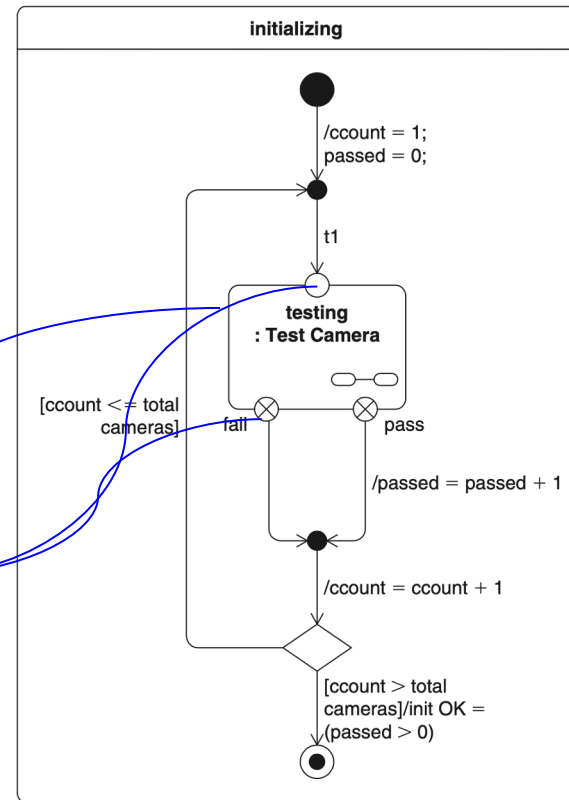 initializing
/ccount = 1;
passed = 0;
t1
testing
: Test Camera
[ccount <= total
cameras]
fail
pass
/passed = passed + 1
/ccount = ccount + 1
[ccount > total
cameras]/init OK =
(passed > 0)